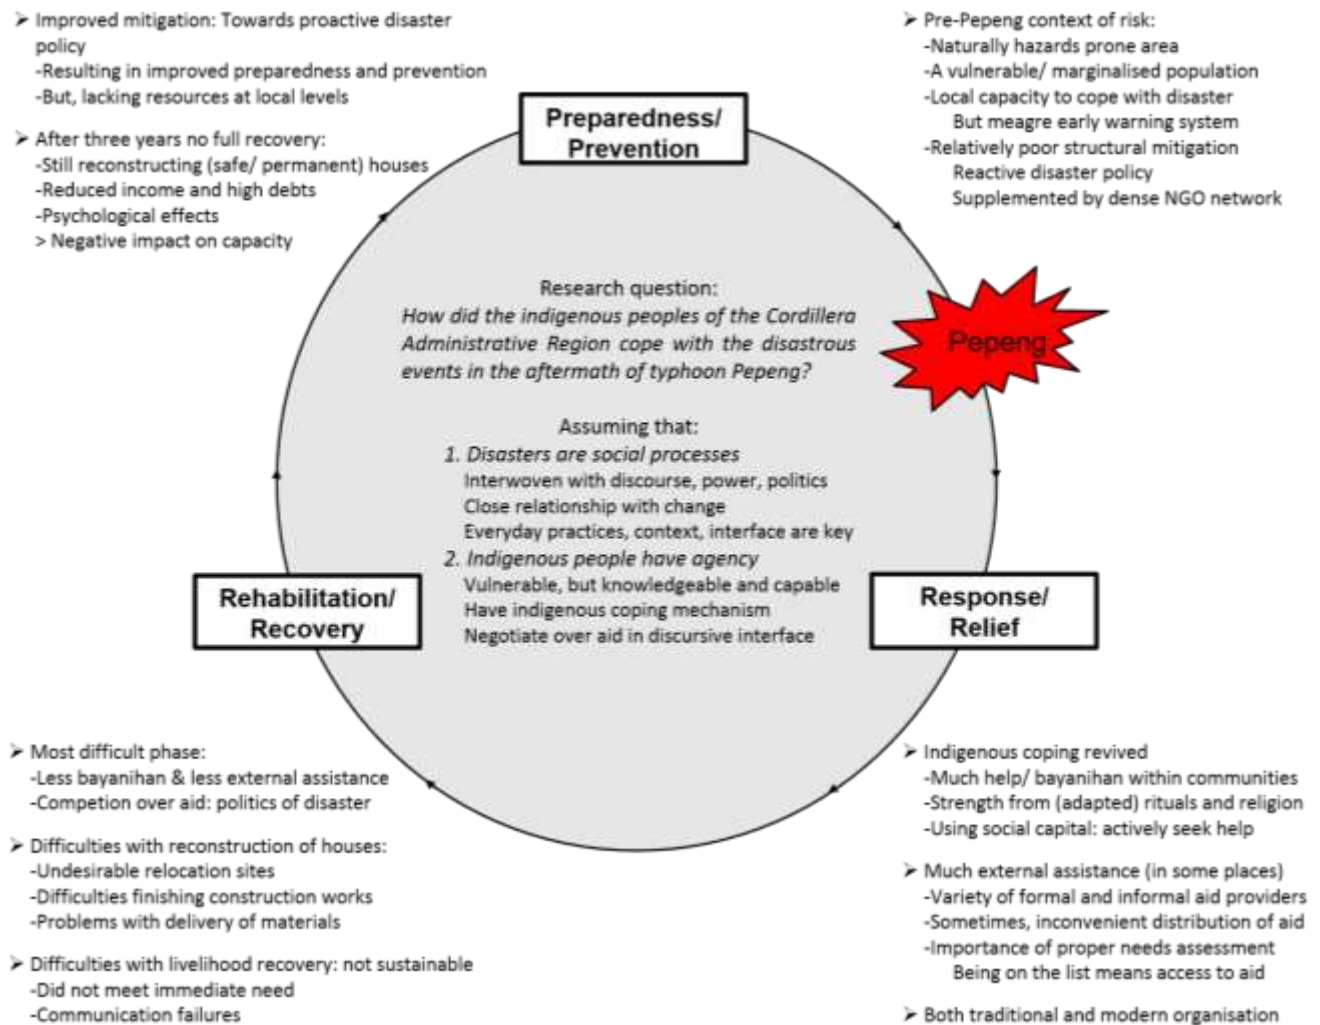 ➢ Improved mitigation: Towards proactive disaster
policy
-Resulting in improved preparedness and prevention
-But, lacking resources at local levels
➢ After three years no full recovery:
-Still reconstructing (safe/ permanent) houses
-Reduced income and high debts
-Psychological effects
> Negative impact on capacity
Preparedness/
Prevention
➢ Pre-Pepeng context of risk:
-Naturally hazards prone area
-A vulnerable/ marginalised population
-Local capacity to cope with disaster
But meagre early warning system
-Relatively poor structural mitigation
Reactive disaster policy
Supplemented by dense NGO network
Pepeng
Research question:
How did the indigenous peoples of the Cordillera
Administrative Region cope with the disastrous
events in the aftermath of typhoon Pepeng?
Assuming that:
1. Disasters are social processes
Interwoven with discourse, power, politics
Close relationship with change
Everyday practices, context, interface are key
2. Indigenous people have agency
Vulnerable, but knowledgeable and capable
Have indigenous coping mechanism
Negotiate over aid in discursive interface
Rehabilitation/
Recovery
Response/
Relief
➢ Most difficult phase:
-Less bayanihan & less external assistance
-Competion over aid: politics of disaster
➢ Difficulties with reconstruction of houses:
-Undesirable relocation sites
-Difficulties finishing construction works
-Problems with delivery of materials
➢ Difficulties with livelihood recovery: not sustainable
-Did not meet immediate need
-Communication failures
➢ Indigenous coping revived
-Much help/ bayanihan within communities
-Strength from (adapted) rituals and religion
-Using social capital: actively seek help
➢ Much external assistance (in some places)
-Variety of formal and informal aid providers
-Sometimes, inconvenient distribution of aid
-Importance of proper needs assessment
Being on the list means access to aid
➢ Both traditional and modern organisation